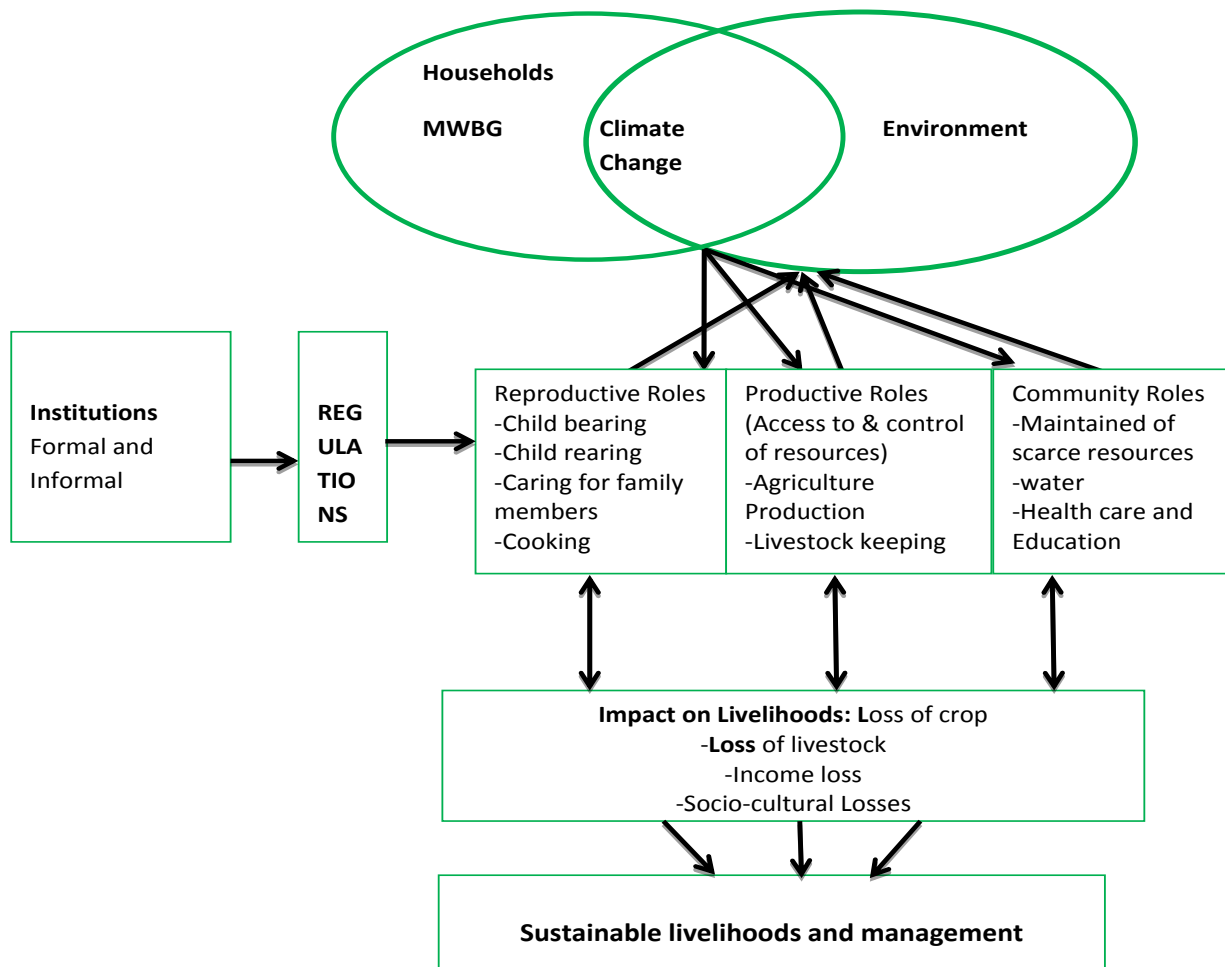 Households
MWBG
Climate
Change
Environment
Institutions
Formal and
Informal
REG
ULA
TIO
NS
Reproductive Roles
-Child bearing
-Child rearing
-Caring for family
members
-Cooking
Productive Roles
(Access to & control
of resources)
-Agriculture
Production
-Livestock keeping
Community Roles
-Maintained of
scarce resources
-water
-Health care and
Education
Impact on Livelihoods: Loss of crop
-Loss of livestock
-Income loss
-Socio-cultural Losses
Sustainable livelihoods and management